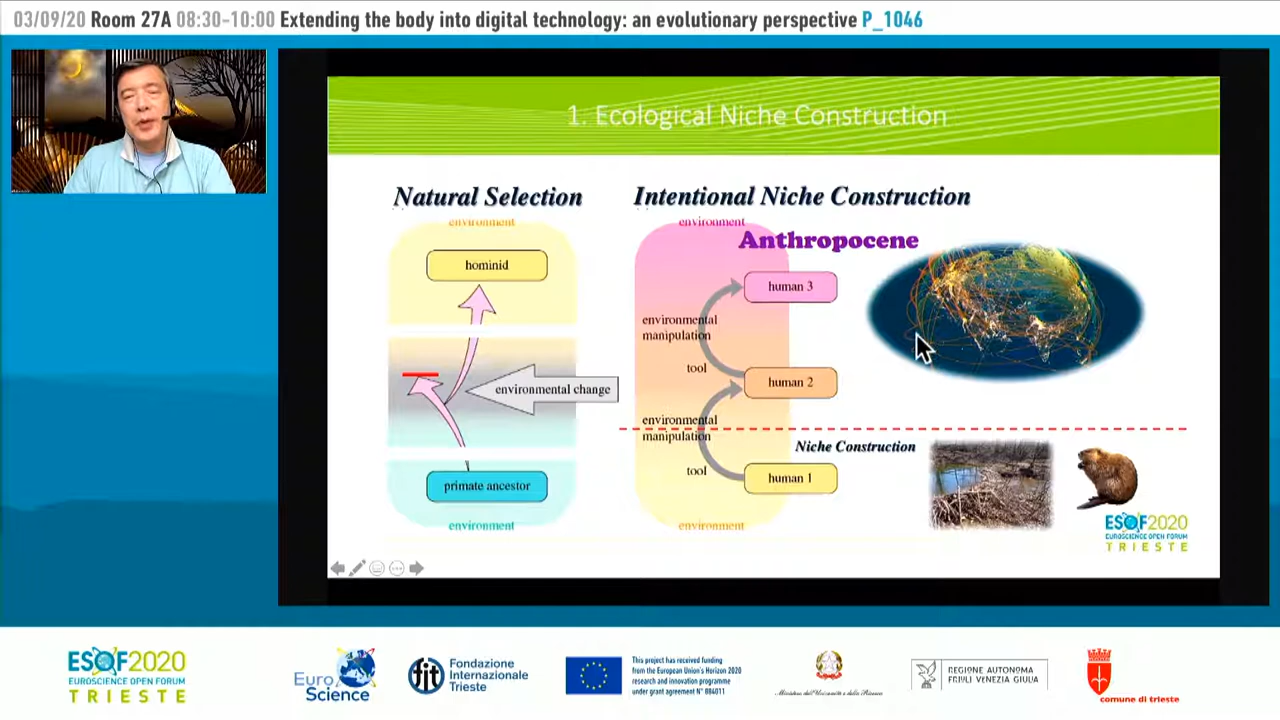 03/09/20 Room 27A 08:30-10:00 Extending the body into digital technology: an evolutionary perspective P_1046
1. Ecological Niche Construction
Natural Selection
environment
hominid
environmental change
primate ancestor
environment
Intentional Niche Construction
environment
Anthropocene
human 3
environmental
manipulation
tool
human 2
environmental
manipulation
Niche Construction
tool
human 1
environment
ESOF2020
EUROSCIENCE OPEN FORUM
TRIESTE
ESOF2020
EUROSCIENCE OPEN FORUM
TRIESTE
Euro
Science
fit
Fondazione
Internazionale
Trieste
This project has received funding
from the European Union's Horizon 2020
research and innovation programme
under grant agreement N° 884011
Ministero dell'Università e della Ricerca
REGIONE AUTONOMA
FRIULI VENEZIA GIULIA
comune di trieste